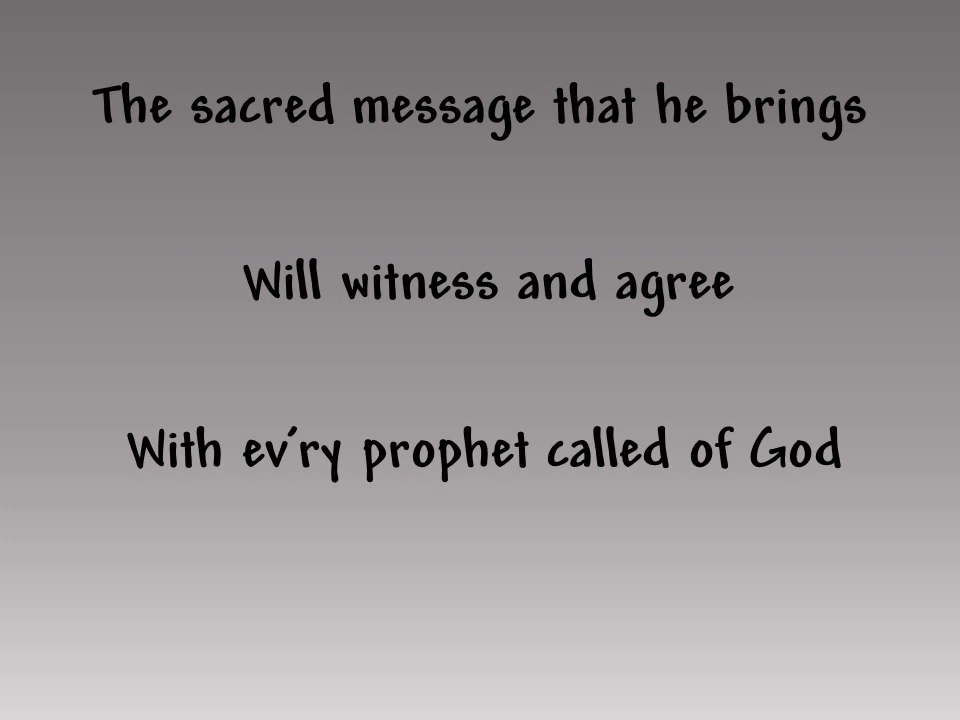 The sacred message that he brings
Will witness and agree
With ev'ry prophet called of God